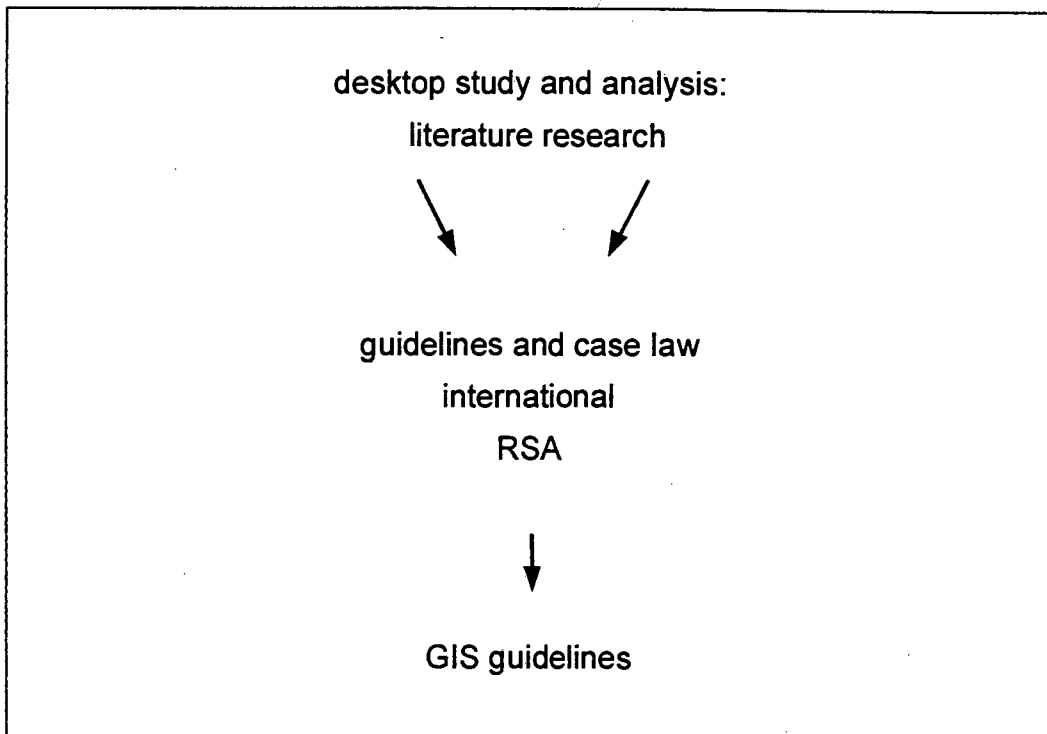 desktop study and analysis:
literature research
guidelines and case law
international
RSA
GIS guidelines